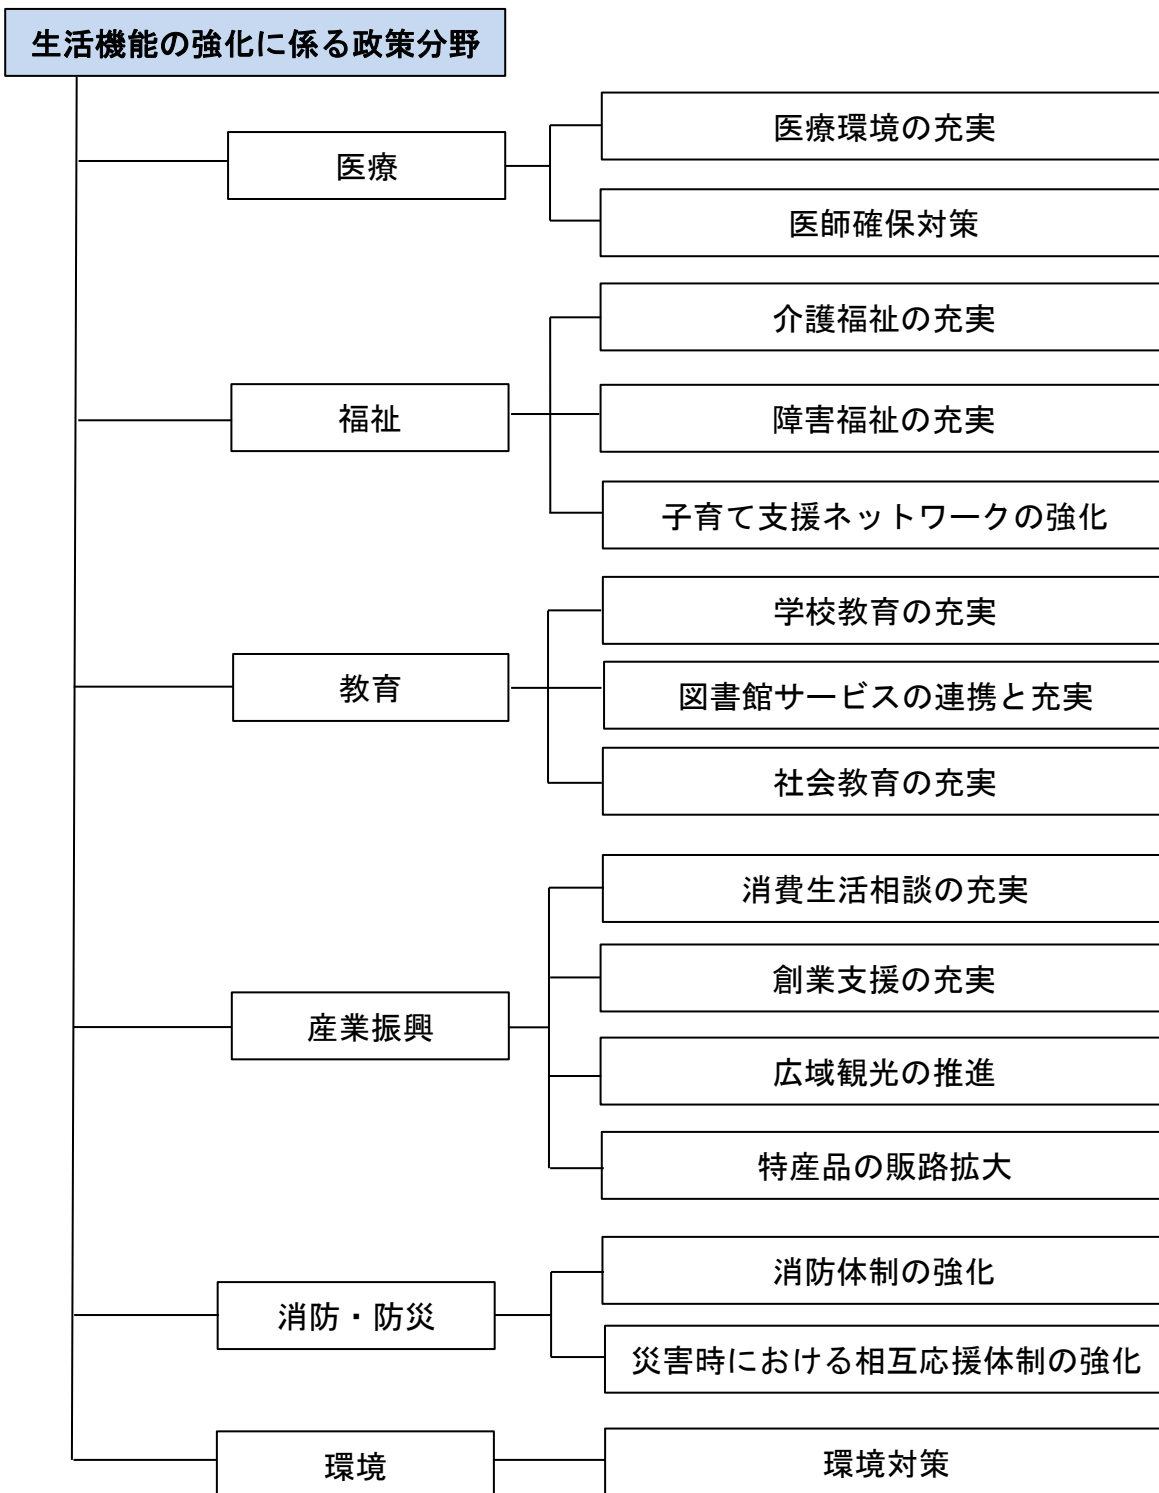 生活機能の強化に係る政策分野
医療
医療環境の充実
医師確保対策
福祉
介護福祉の充実
障害福祉の充実
子育て支援ネットワークの強化
教育
学校教育の充実
図書館サービスの連携と充実
社会教育の充実
産業振興
消費生活相談の充実
創業支援の充実
広域観光の推進
特産品の販路拡大
消防・防災
消防体制の強化
災害時における相互応援体制の強化
環境
環境対策